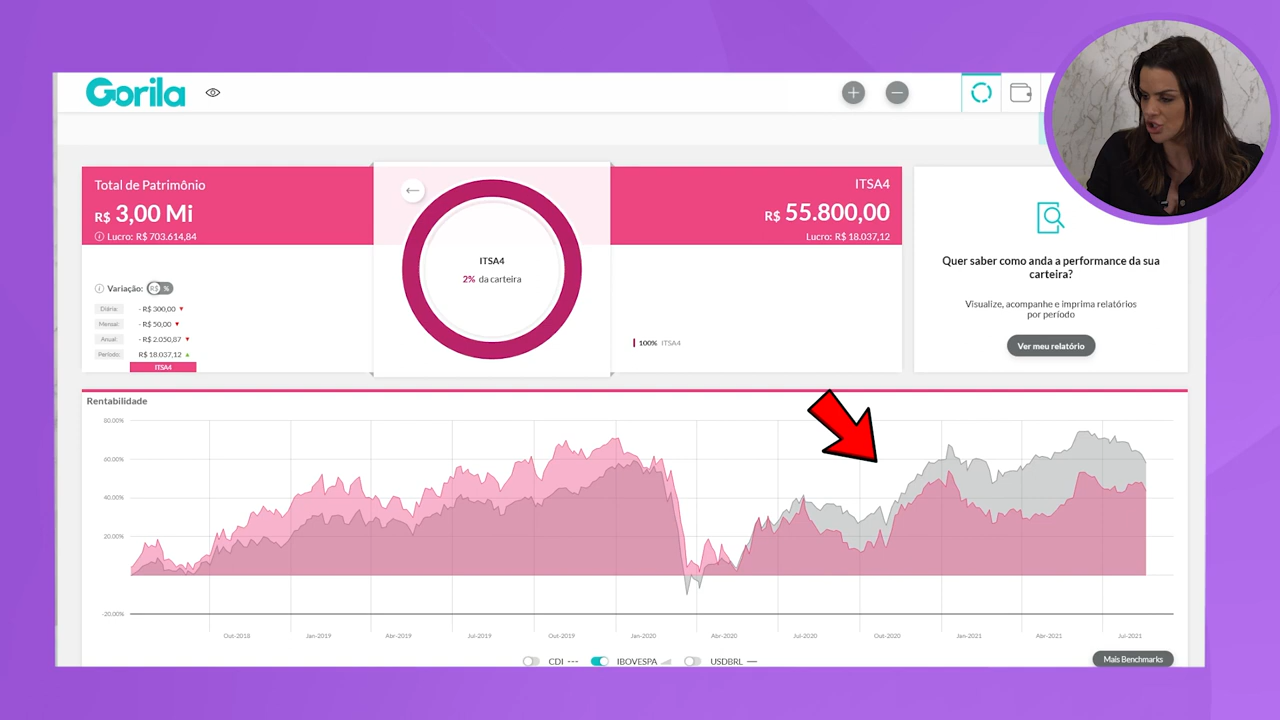 Gorila
Total de Patrimônio
R$ 3,00 Mi
Lucro: R$ 703.614,84
ITSA4
R$ 55.800,00
Lucro: R$ 18.037,12
ITSA4
2% da carteira
Variação: R$ %
Diária: - R$ 300,00
Mensal: - R$ 50,00
Anual: - R$ 2.050,87
Período: R$ 18.037,12
ITSA4
100% ITSA4
Quer saber como anda a performance da sua
carteira?
Visualize, acompanhe e imprima relatórios
por período
Ver meu relatório
Rentabilidade
80.00%
60.00%
40.00%
20.00%
-20.00%
Out-2018 Jan-2019 Abr-2019 Jul-2019 Out-2019 Jan-2020 Abr-2020 Jul-2020 Out-2020 Jan-2021 Abr-2021 Jul-2021
CDI --- IBOVESPA USDBRL —
Mais Benchmarks